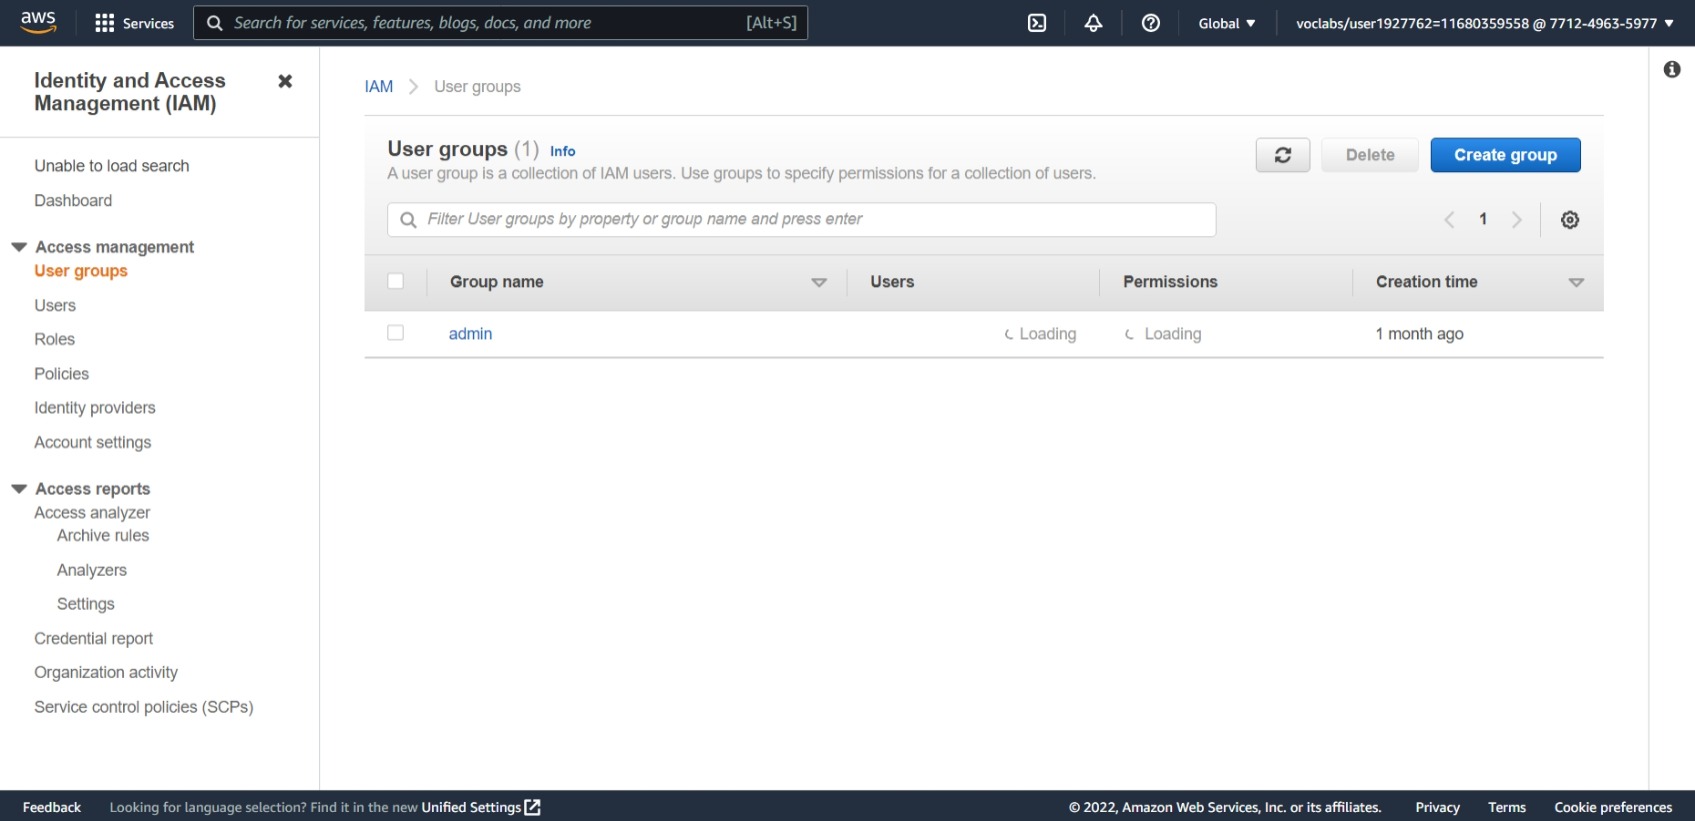 aws
Services
Search for services, features, blogs, docs, and more [Alt+S]
Global
voclabs/user1927762=11680359558 @ 7712-4963-5977
Identity and Access
Management (IAM)
Unable to load search
Dashboard
Access management
User groups
Users
Roles
Policies
Identity providers
Account settings
Access reports
Access analyzer
Archive rules
Analyzers
Settings
Credential report
Organization activity
Service control policies (SCPs)
IAM > User groups
User groups (1) Info
A user group is a collection of IAM users. Use groups to specify permissions for a collection of users.
Delete
Create group
Filter User groups by property or group name and press enter
1
Group name Users Permissions Creation time
admin Loading Loading 1 month ago
Feedback Looking for language selection? Find it in the new Unified Settings
© 2022, Amazon Web Services, Inc. or its affiliates. Privacy Terms Cookie preferences